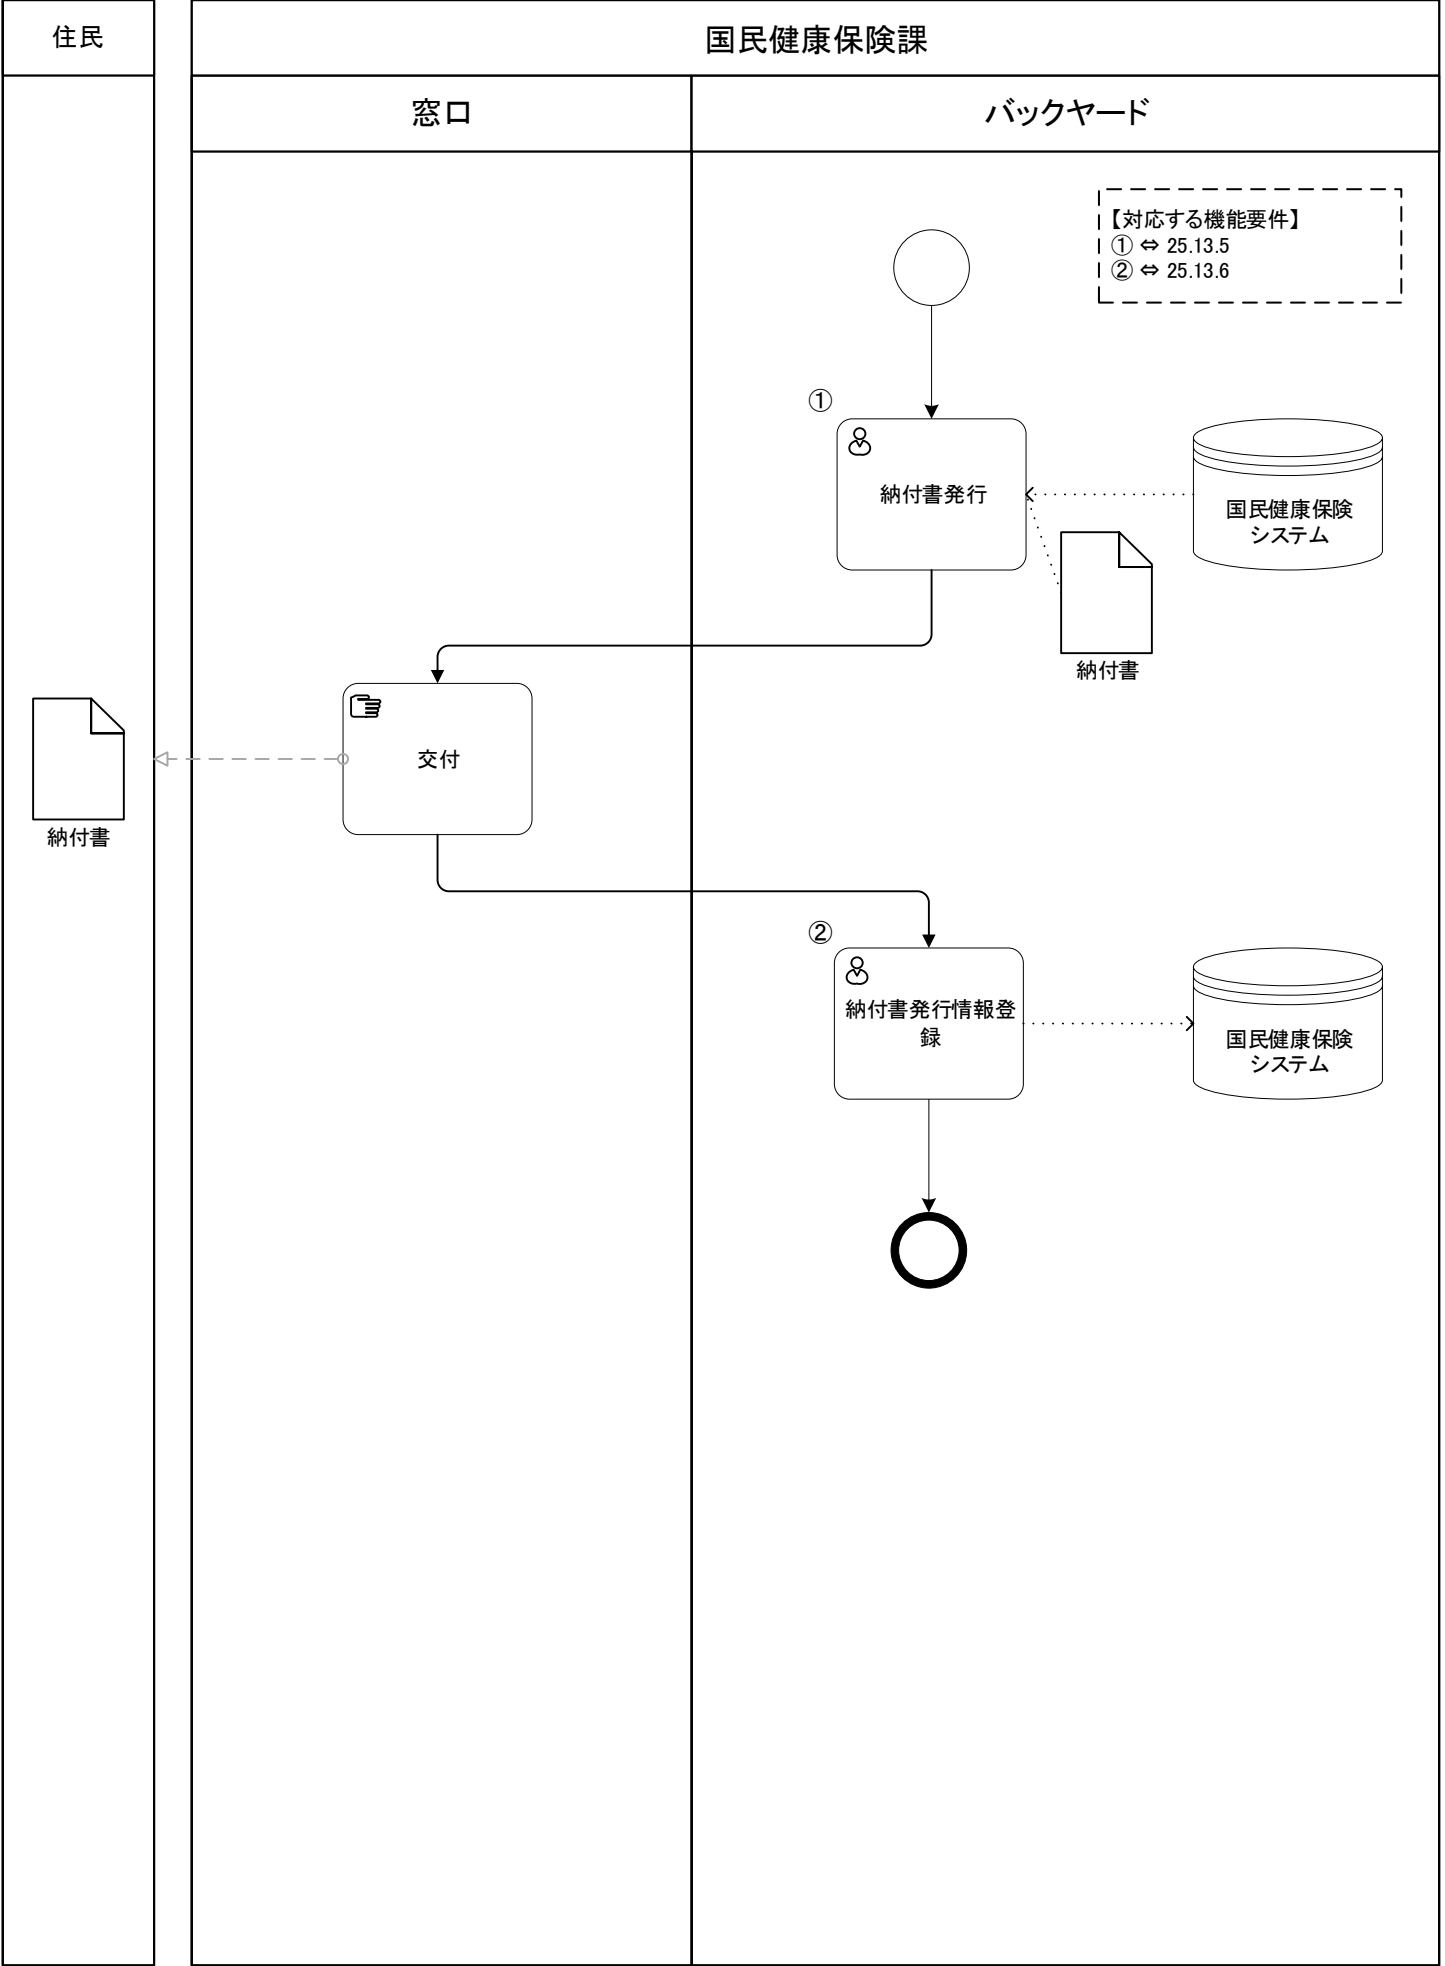 住民
国民健康保険課
窓口
バックヤード
【対応する機能要件】
① ⇔ 25.13.5
② ⇔ 25.13.6
①
納付書発行
国民健康保険
システム
納付書
交付
納付書
②
納付書発行情報登
録
国民健康保険
システム